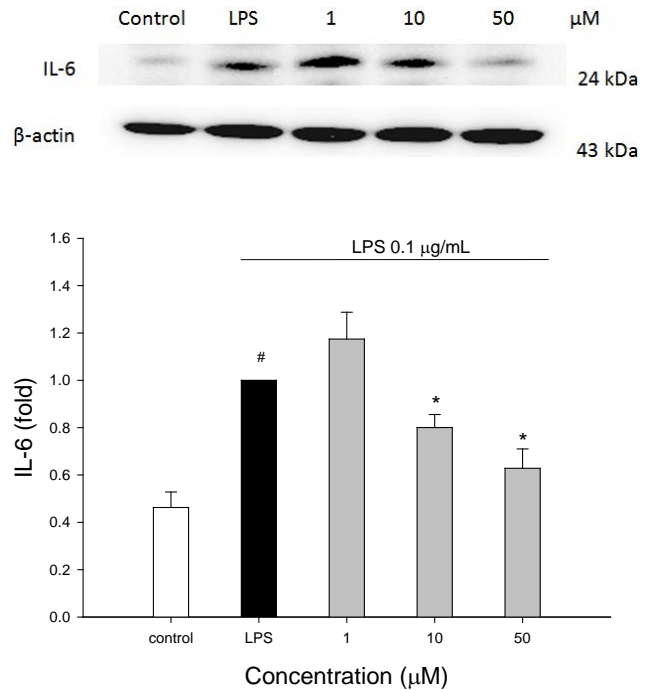 Control LPS 1 10 50 μM
IL-6
24 kDa
β-actin
43 kDa
1.6
LPS 0.1 μg/mL
1.4
1.2
#
1.0
*
0.8
*
0.6
0.4
0.2
0.0
IL-6 (fold)
control LPS 1 10 50
Concentration (μM)